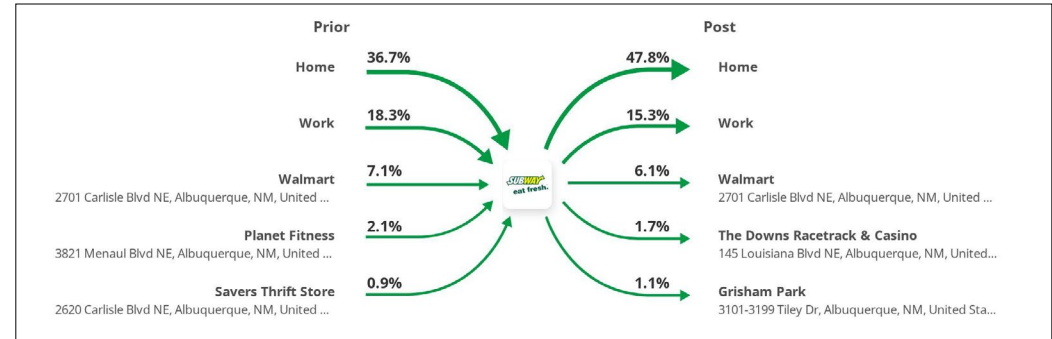 Prior
Post
Home
36.7%
47.8%
Home
Work
18.3%
15.3%
Work
Walmart
2701 Carlisle Blvd NE, Albuquerque, NM, United ...
7.1%
SUBWAY
eat fresh.
6.1%
Walmart
2701 Carlisle Blvd NE, Albuquerque, NM, United ...
Planet Fitness
3821 Menaul Blvd NE, Albuquerque, NM, United ...
2.1%
1.7%
The Downs Racetrack & Casino
145 Louisiana Blvd NE, Albuquerque, NM, United...
Savers Thrift Store
2620 Carlisle Blvd NE, Albuquerque, NM, United ...
0.9%
1.1%
Grisham Park
3101-3199 Tiley Dr, Albuquerque, NM, United Sta...